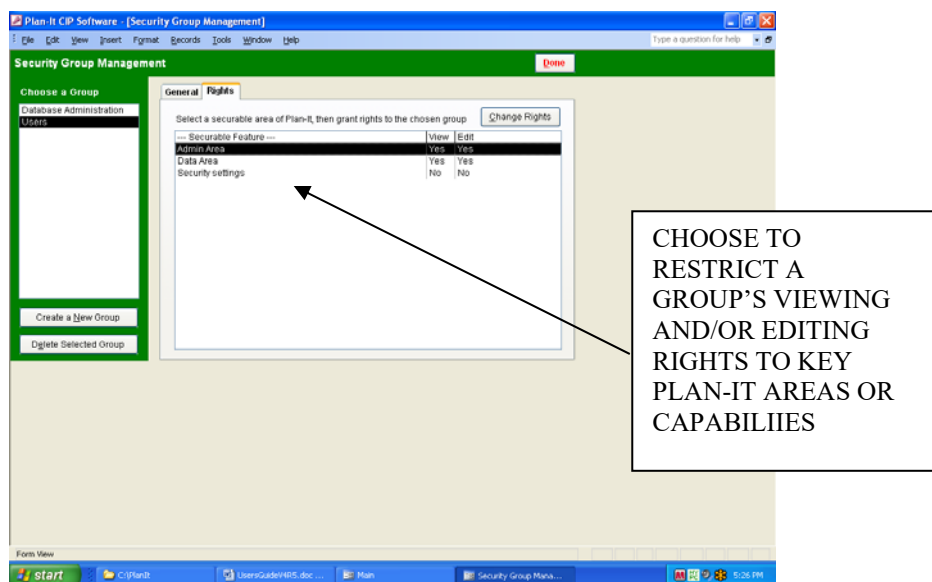 Plan-It CIP Software - [Security Group Management]
File Edit View Insert Format Records Tools Window Help
Type a question for help
Security Group Management
Done
Choose a Group
Database Administration
Users
Create a New Group
Delete Selected Group
General Rights
Select a securable area of Plan-It, then grant rights to the chosen group
Change Rights
--- Securable Feature --- View Edit
Admin Area Yes Yes
Data Area Yes Yes
Security settings No No
CHOOSE TO
RESTRICT A
GROUP’S VIEWING
AND/OR EDITING
RIGHTS TO KEY
PLAN-IT AREAS OR
CAPABILIIES
Form View
start C:\PlanIt UsersGuideV4R5.doc ... Main Security Group Mana... 5:26 PM